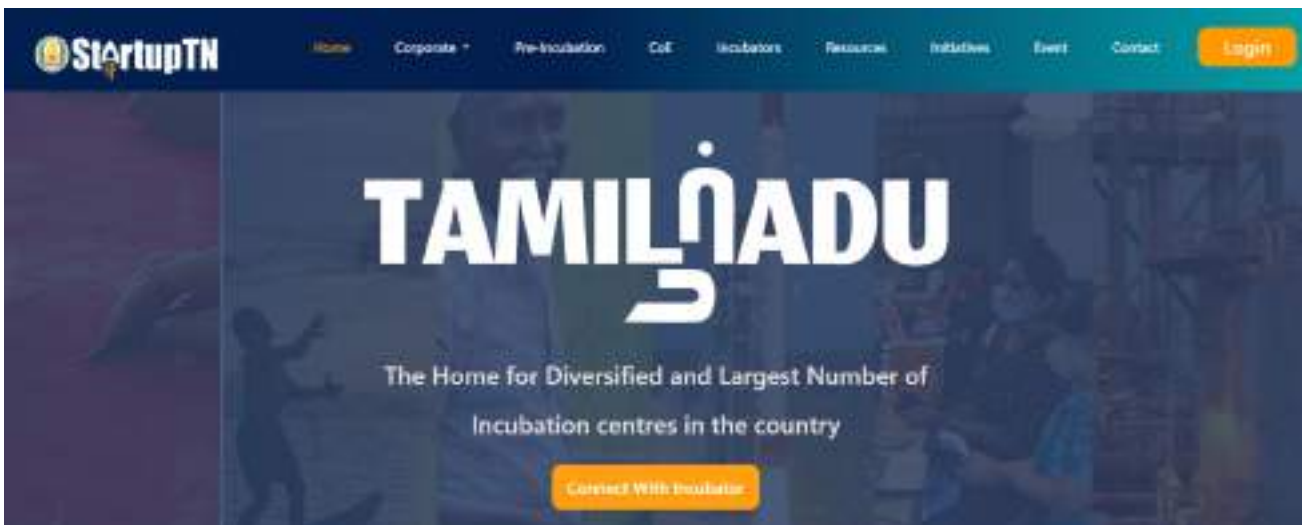 StartupTN
Home Corporate Pre-Incubation CoE Incubators Resources Initiatives Event Contact Login
TAMILNADU
The Home for Diversified and Largest Number of
Incubation centres in the country
Connect With Incubator